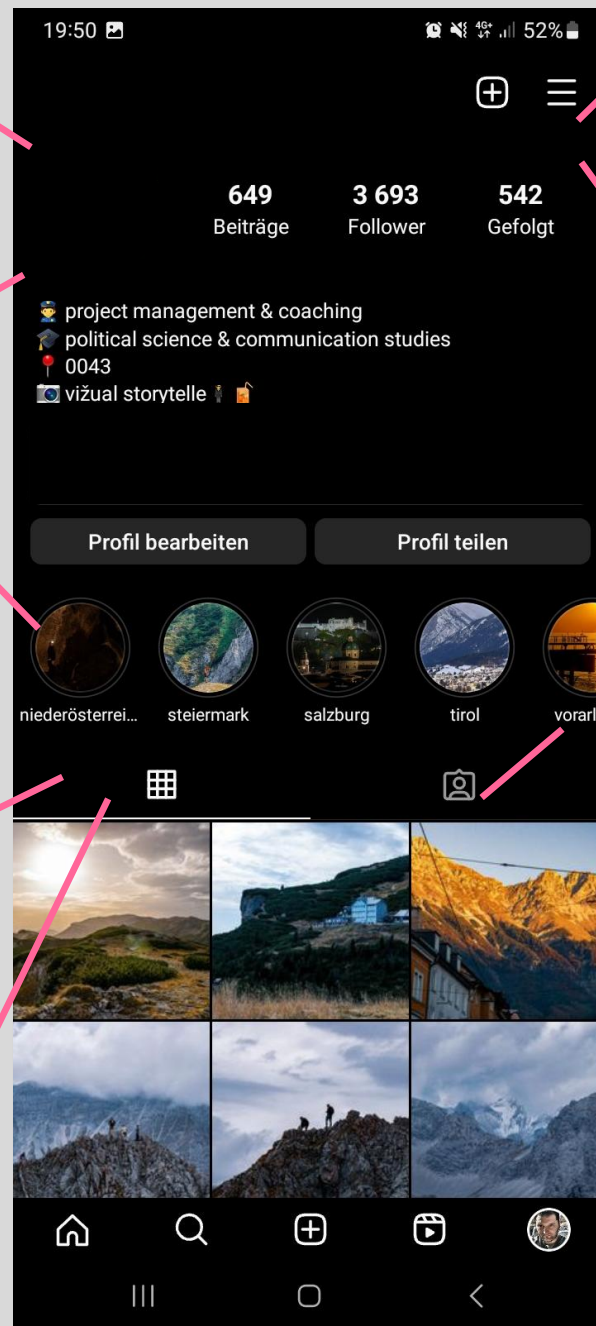 19:50 4G+ 52%
649 3 693 542
Beiträge Follower Gefolgt
project management & coaching
political science & communication studies
0043
vižual storytelle
Profil bearbeiten Profil teilen
niederösterrei... steiermark salzburg tirol vorarl